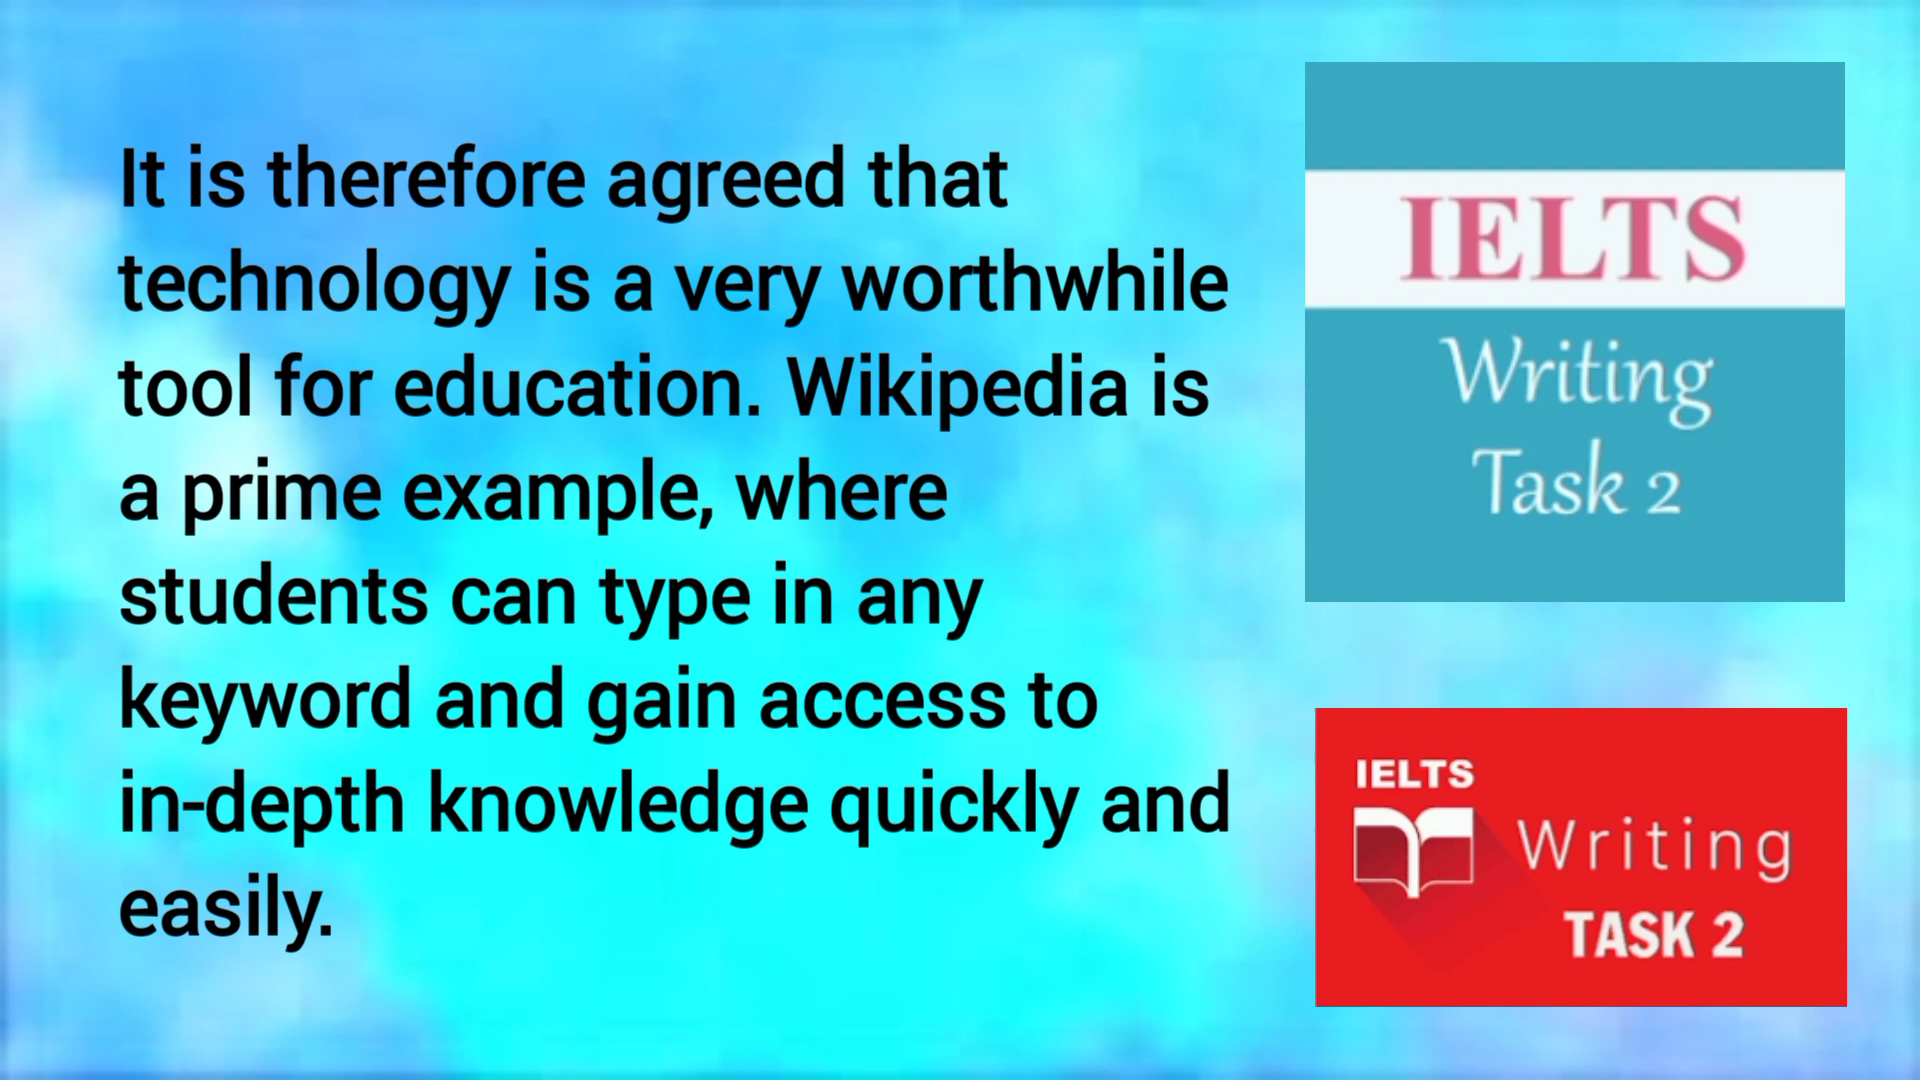 It is therefore agreed that
technology is a very worthwhile
tool for education. Wikipedia is
a prime example, where
students can type in any
keyword and gain access to
in-depth knowledge quickly and
easily.
IELTS
Writing
Task 2
IELTS
Writing
TASK 2